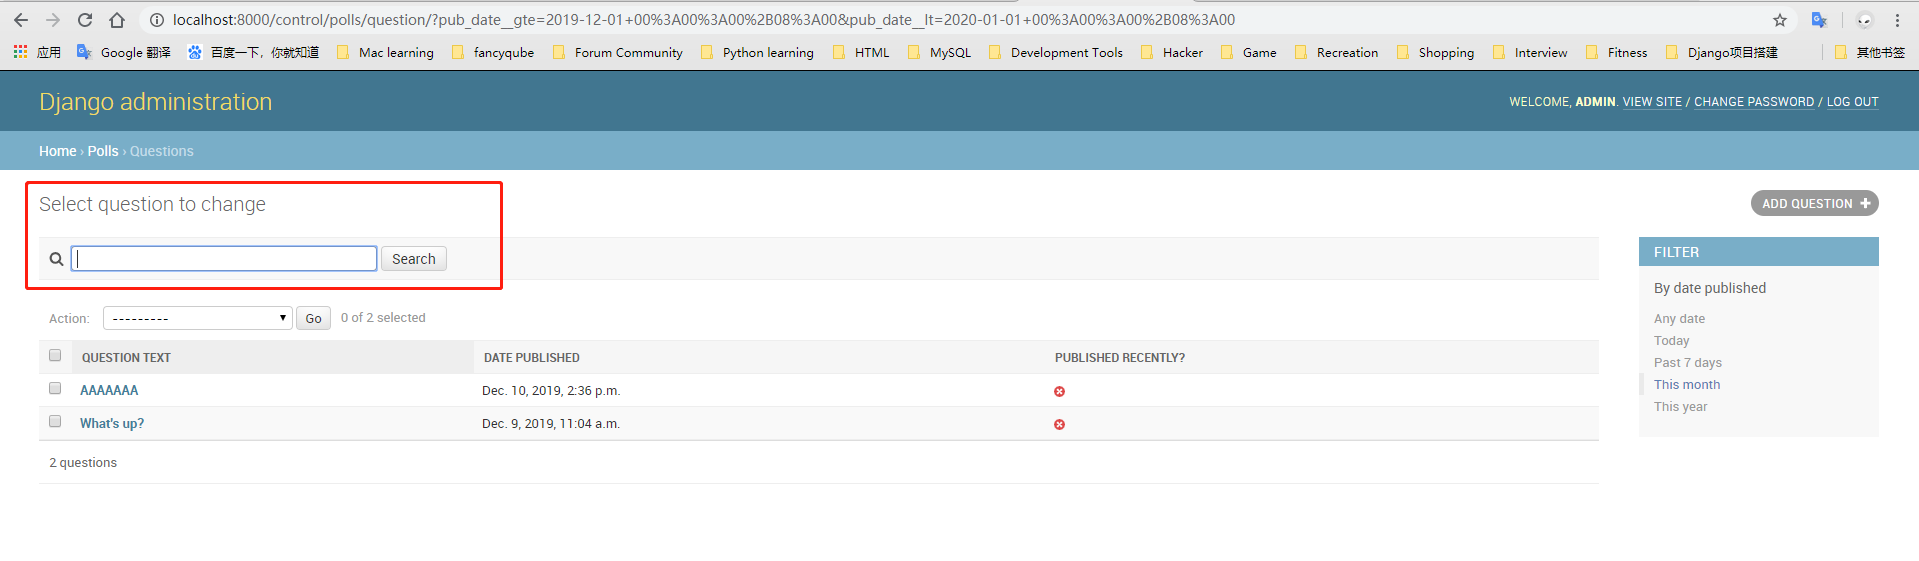 localhost:8000/control/polls/question/?pub_date__gte=2019-12-01+00%3A00%3A00%2B08%3A00&pub_date__lt=2020-01-01+00%3A00%3A00%2B08%3A00
应用 Google 翻译 百度一下，你就知道 Mac learning fancyqube Forum Community Python learning HTML MySQL Development Tools Hacker Game Recreation Shopping Interview Fitness Django项目搭建 其他书签
Django administration
WELCOME, ADMIN. VIEW SITE / CHANGE PASSWORD / LOG OUT
Home › Polls › Questions
Select question to change
ADD QUESTION +
Search
Action: --------- Go 0 of 2 selected
QUESTION TEXT DATE PUBLISHED PUBLISHED RECENTLY?
AAAAAAA Dec. 10, 2019, 2:36 p.m.
What's up? Dec. 9, 2019, 11:04 a.m.
2 questions
FILTER
By date published
Any date
Today
Past 7 days
This month
This year